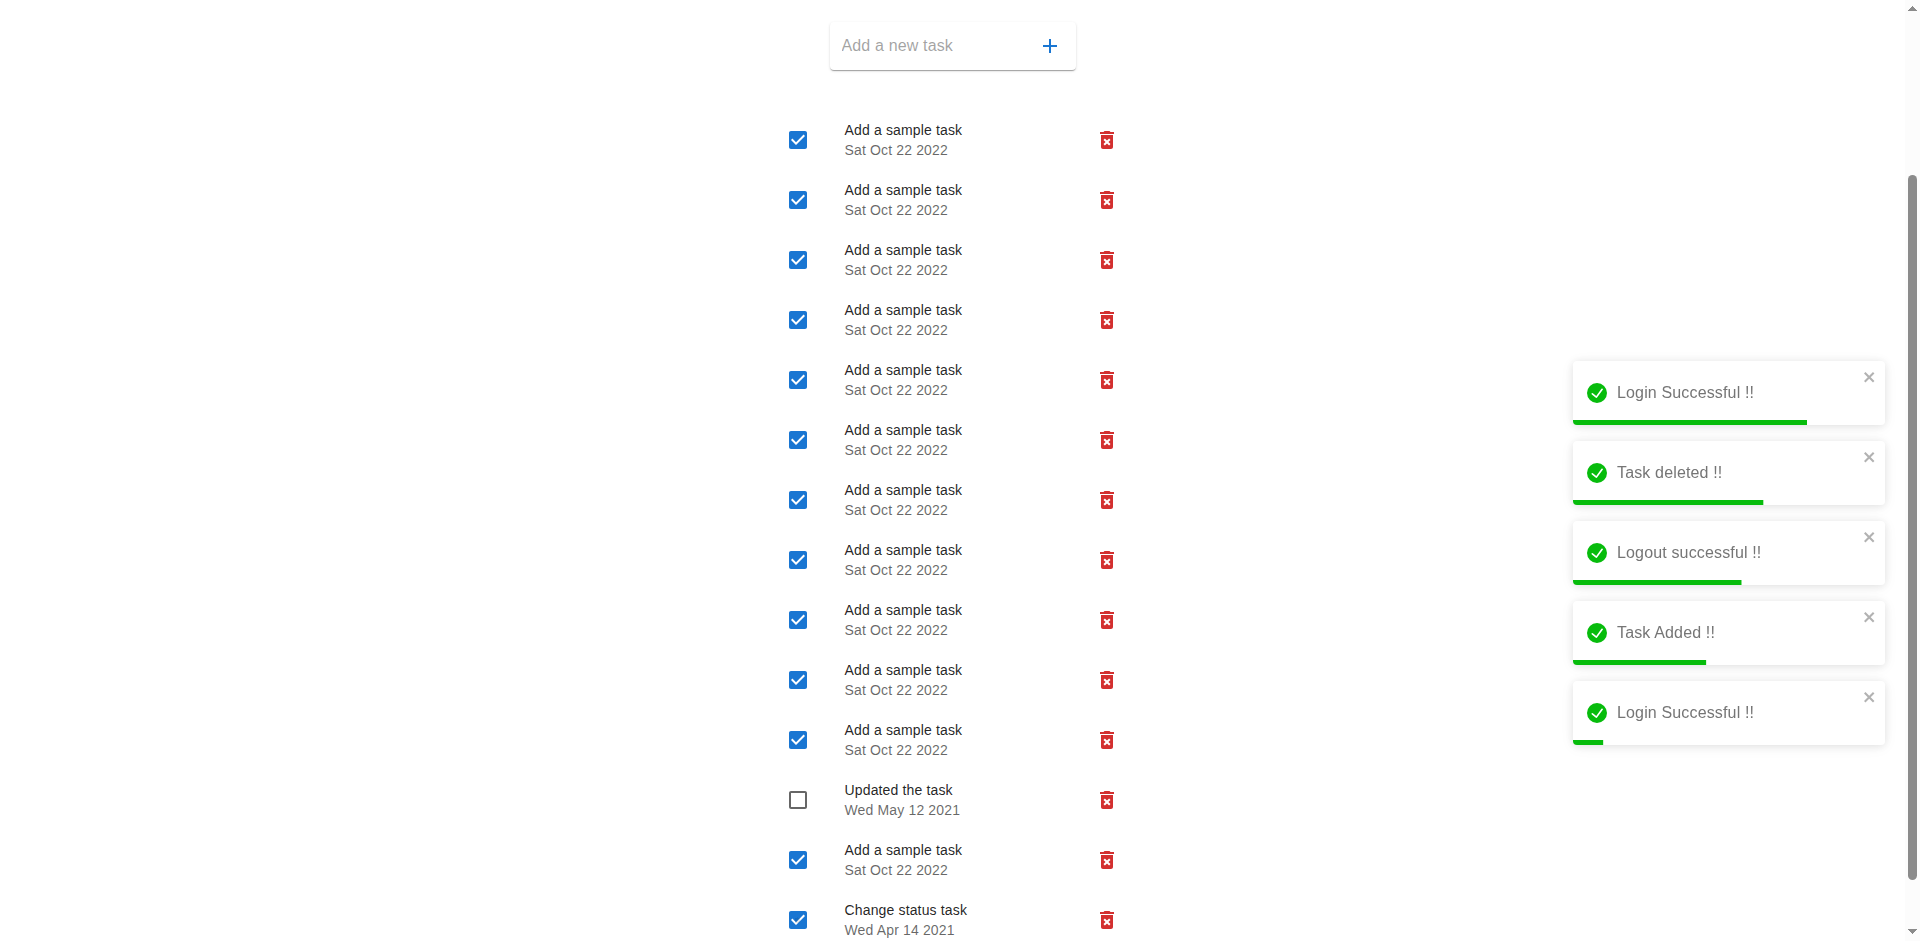 Add a new task
Add a sample task
Sat Oct 22 2022
Add a sample task
Sat Oct 22 2022
Add a sample task
Sat Oct 22 2022
Add a sample task
Sat Oct 22 2022
Add a sample task
Sat Oct 22 2022
Add a sample task
Sat Oct 22 2022
Add a sample task
Sat Oct 22 2022
Add a sample task
Sat Oct 22 2022
Add a sample task
Sat Oct 22 2022
Add a sample task
Sat Oct 22 2022
Add a sample task
Sat Oct 22 2022
Updated the task
Wed May 12 2021
Add a sample task
Sat Oct 22 2022
Change status task
Wed Apr 14 2021
Login Successful !!
Task deleted !!
Logout successful !!
Task Added !!
Login Successful !!